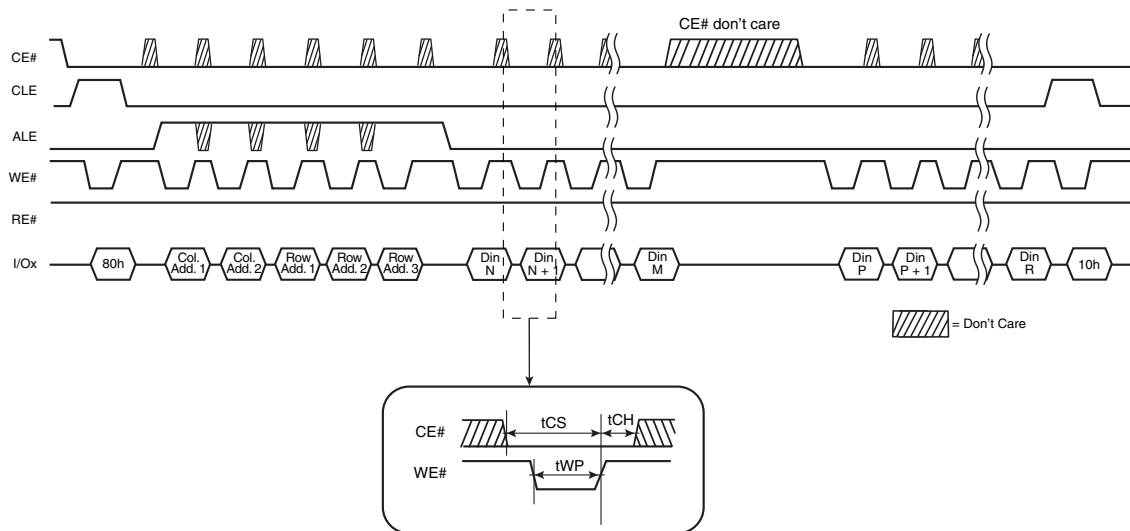 CE# don't care
CE#
CLE
ALE
WE#
RE#
I/Ox
80h
Col.
Add. 1
Col.
Add. 2
Row
Add. 1
Row
Add. 2
Row
Add. 3
Din
N
Din
N + 1
Din
M
Din
P
Din
P + 1
Din
R
10h
= Don't Care
CE#
tCS
tCH
WE#
tWP